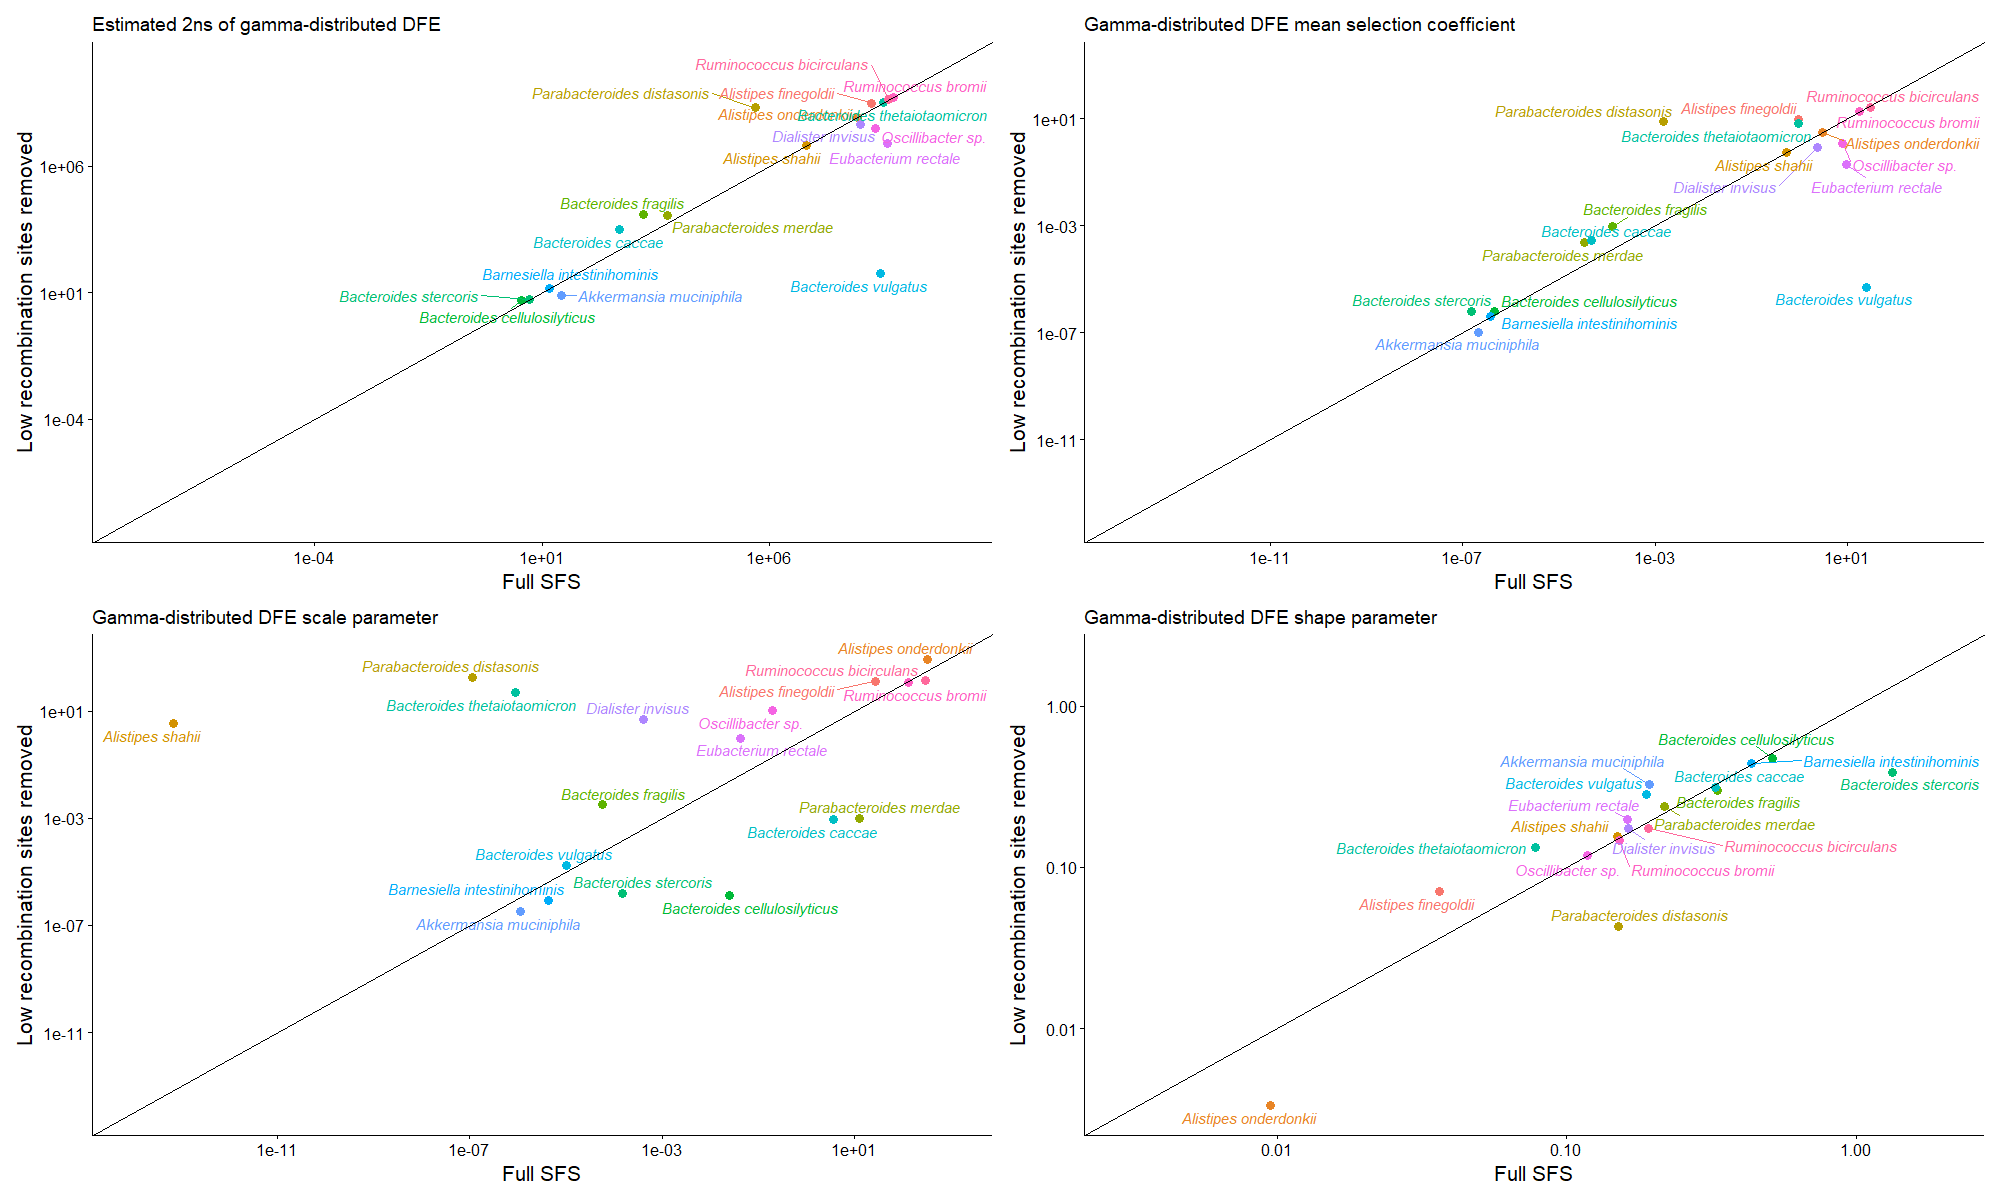 Estimated 2ns of gamma-distributed DFE
Low recombination sites removed
1e+06
1e+01
1e-04
Ruminococcus bicirculans
Ruminococcus bromii
Parabacteroides distasonis
Alistipes finegoldii
Alistipes onderdonkii
Bacteroides thetaiotaomicron
Dialister invisus
Oscillibacter sp.
Alistipes shahii
Eubacterium rectale
Bacteroides fragilis
Parabacteroides merdae
Bacteroides caccae
Barnesiella intestinihominis
Bacteroides vulgatus
Bacteroides stercoris
Akkermansia muciniphila
Bacteroides cellulosilyticus
1e-04
1e+01
1e+06
Full SFS
Gamma-distributed DFE mean selection coefficient
Low recombination sites removed
1e+01
1e-03
1e-07
1e-11
Ruminococcus bicirculans
Alistipes finegoldii
Parabacteroides distasonis
Ruminococcus bromii
Bacteroides thetaiotaomicron
Alistipes onderdonkii
Alistipes shahii
Oscillibacter sp.
Dialister invisus
Eubacterium rectale
Bacteroides fragilis
Bacteroides caccae
Parabacteroides merdae
Bacteroides stercoris
Bacteroides cellulosilyticus
Bacteroides vulgatus
Barnesiella intestinihominis
Akkermansia muciniphila
1e-11
1e-07
1e-03
1e+01
Full SFS
Gamma-distributed DFE scale parameter
Low recombination sites removed
1e+01
1e-03
1e-07
1e-11
Alistipes onderdonkii
Parabacteroides distasonis
Ruminococcus bicirculans
Alistipes finegoldii
Ruminococcus bromii
Bacteroides thetaiotaomicron
Dialister invisus
Oscillibacter sp.
Alistipes shahii
Eubacterium rectale
Bacteroides fragilis
Parabacteroides merdae
Bacteroides caccae
Bacteroides vulgatus
Bacteroides stercoris
Barnesiella intestinihominis
Bacteroides cellulosilyticus
Akkermansia muciniphila
1e-11
1e-07
1e-03
1e+01
Full SFS
Gamma-distributed DFE shape parameter
Low recombination sites removed
1.00
0.10
0.01
Bacteroides cellulosilyticus
Akkermansia muciniphila
Barnesiella intestinihominis
Bacteroides caccae
Bacteroides vulgatus
Bacteroides stercoris
Eubacterium rectale
Bacteroides fragilis
Alistipes shahii
Parabacteroides merdae
Bacteroides thetaiotaomicron
Dialister invisus
Ruminococcus bicirculans
Oscillibacter sp.
Ruminococcus bromii
Alistipes finegoldii
Parabacteroides distasonis
Alistipes onderdonkii
0.01
0.10
1.00
Full SFS